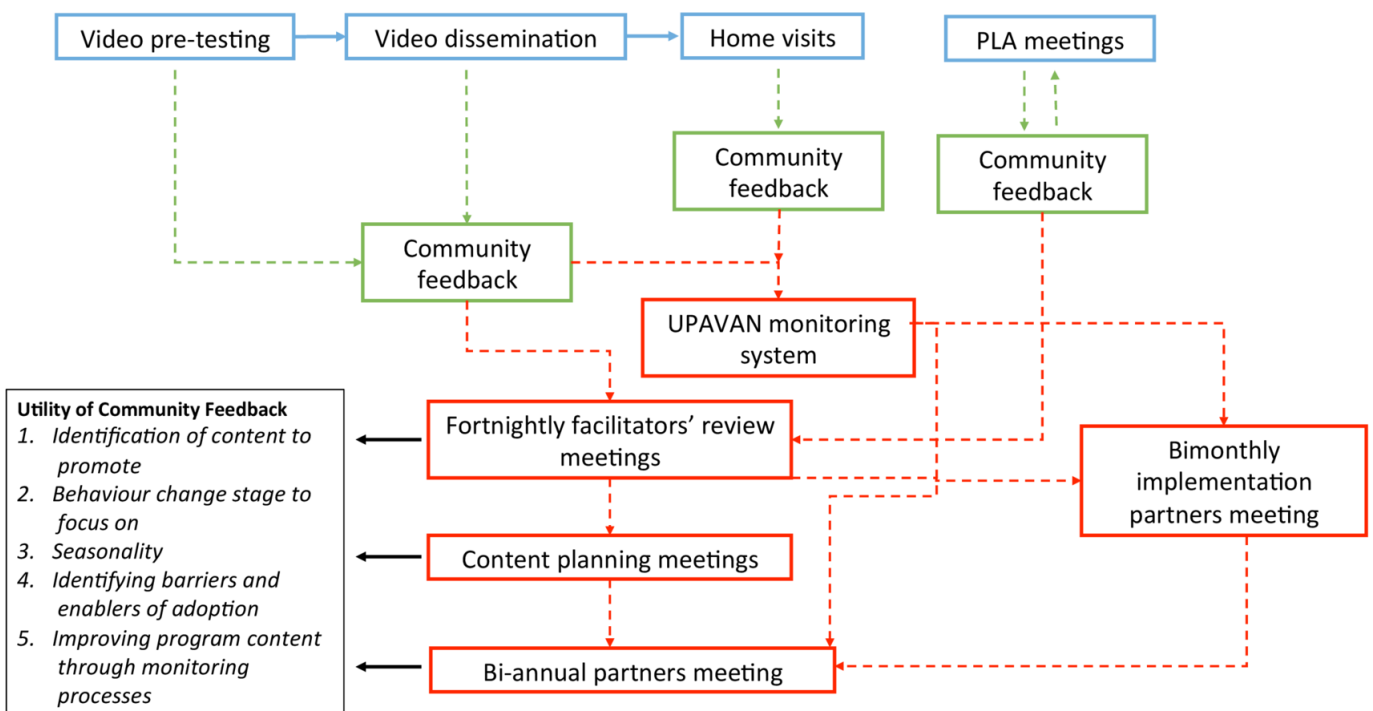 Video pre-testing
Video dissemination
Home visits
PLA meetings
Community
feedback
Community
feedback
Community
feedback
UPAVAN monitoring
system
Utility of Community Feedback
1. Identification of content to
promote
2. Behaviour change stage to
focus on
3. Seasonality
4. Identifying barriers and
enablers of adoption
5. Improving program content
through monitoring
processes
Fortnightly facilitators’ review
meetings
Bimonthly
implementation
partners meeting
Content planning meetings
Bi-annual partners meeting